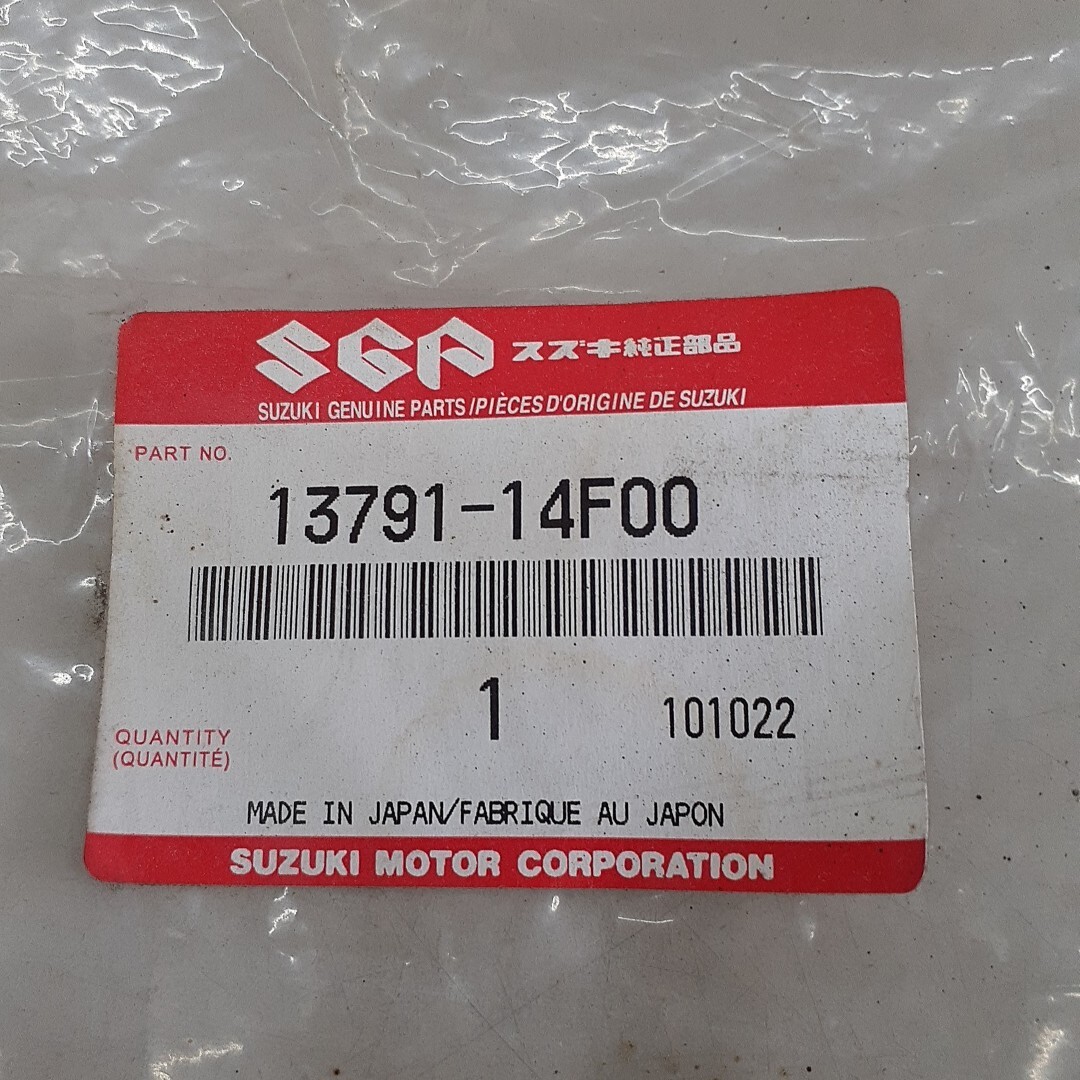 SGP スズキ純正部品
SUZUKI GENUINE PARTS/PIÈCES D'ORIGINE DE SUZUKI
PART NO.
13791-14F00
1 101022
QUANTITY
(QUANTITÉ)
MADE IN JAPAN/FABRIQUE AU JAPON
SUZUKI MOTOR CORPORATION